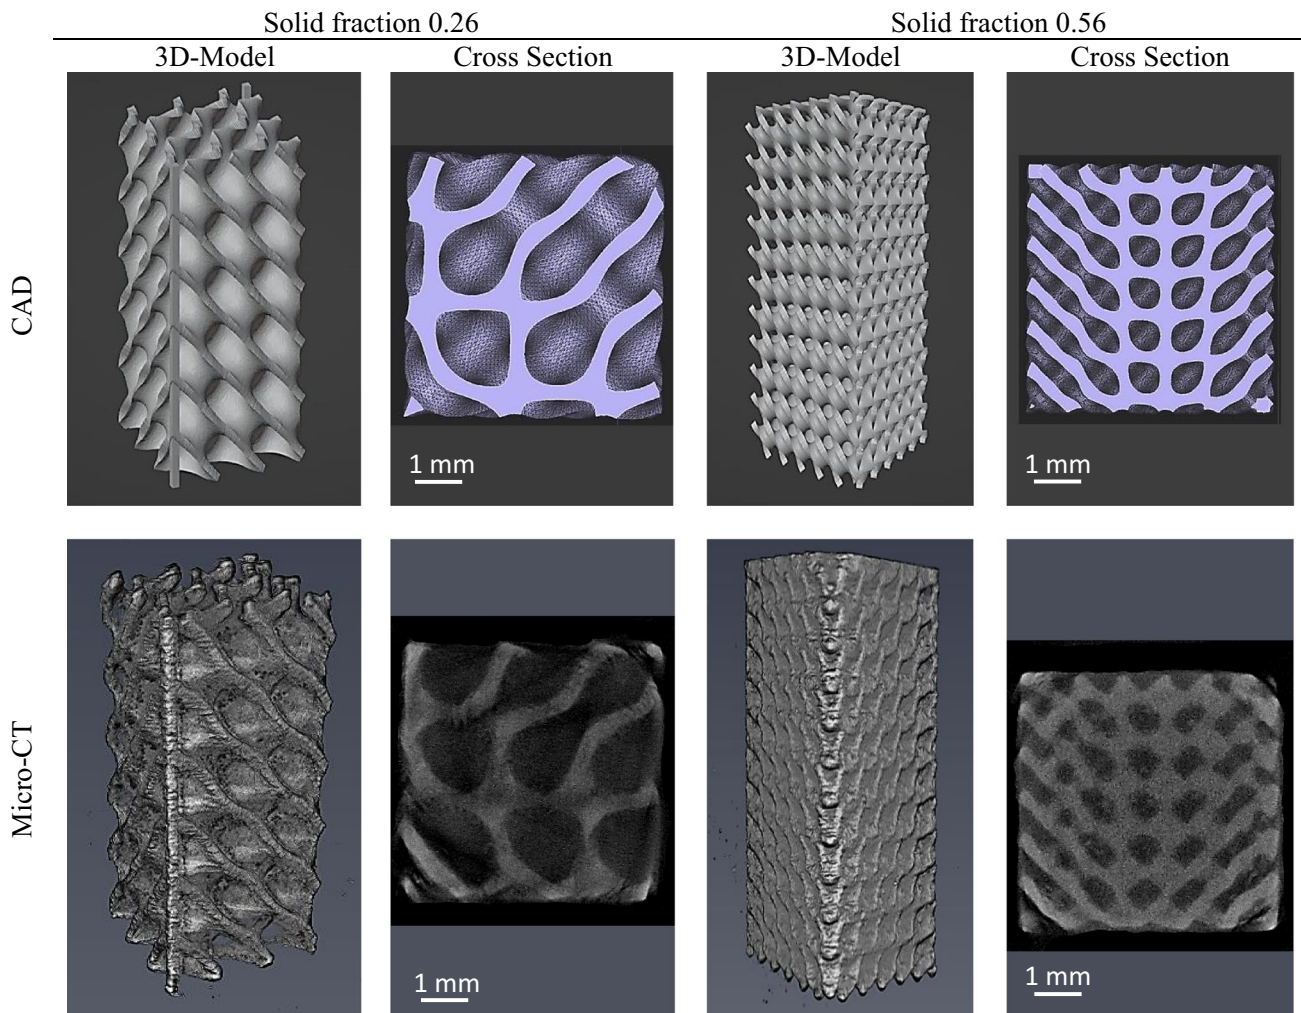 Solid fraction 0.26 Solid fraction 0.56
3D-Model Cross Section 3D-Model Cross Section
CAD
1 mm 1 mm
Micro-CT
1 mm 1 mm